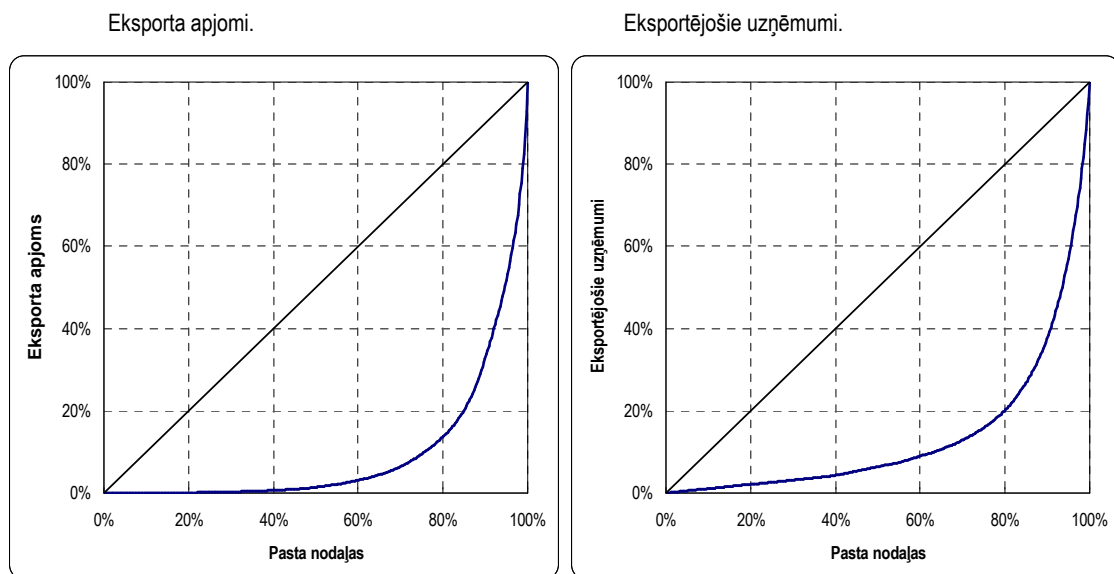 Eksporta apjomi.
Eksportējošie uzņēmumi.
100%
80%
60%
40%
20%
0%
Eksporta apjoms
0% 20% 40% 60% 80% 100%
Pasta nodaļas
100%
80%
60%
40%
20%
0%
Eksportējošie uzņēmumi
0% 20% 40% 60% 80% 100%
Pasta nodaļas